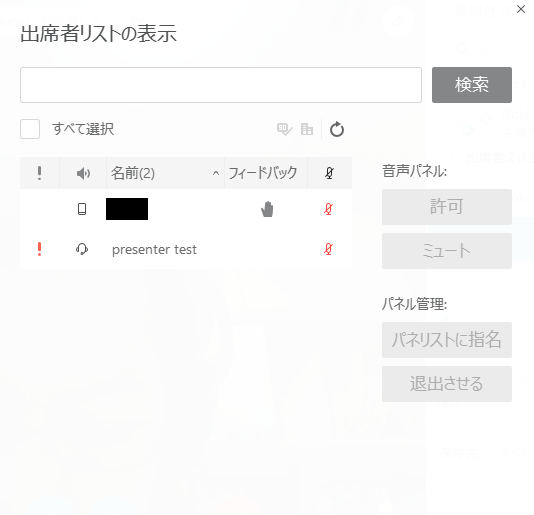 出席者リストの表示
検索
すべて選択
名前(2) フィードバック
presenter test
音声パネル:
許可
ミュート
パネル管理:
パネリストに指名
退出させる